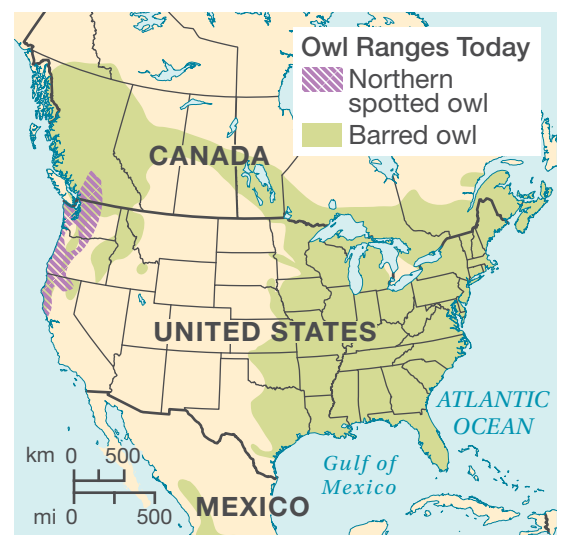 Owl Ranges Today
Northern
spotted owl
Barred owl
CANADA
UNITED STATES
ATLANTIC
OCEAN
Gulf of
Mexico
km 0 500
mi 0 500
MEXICO